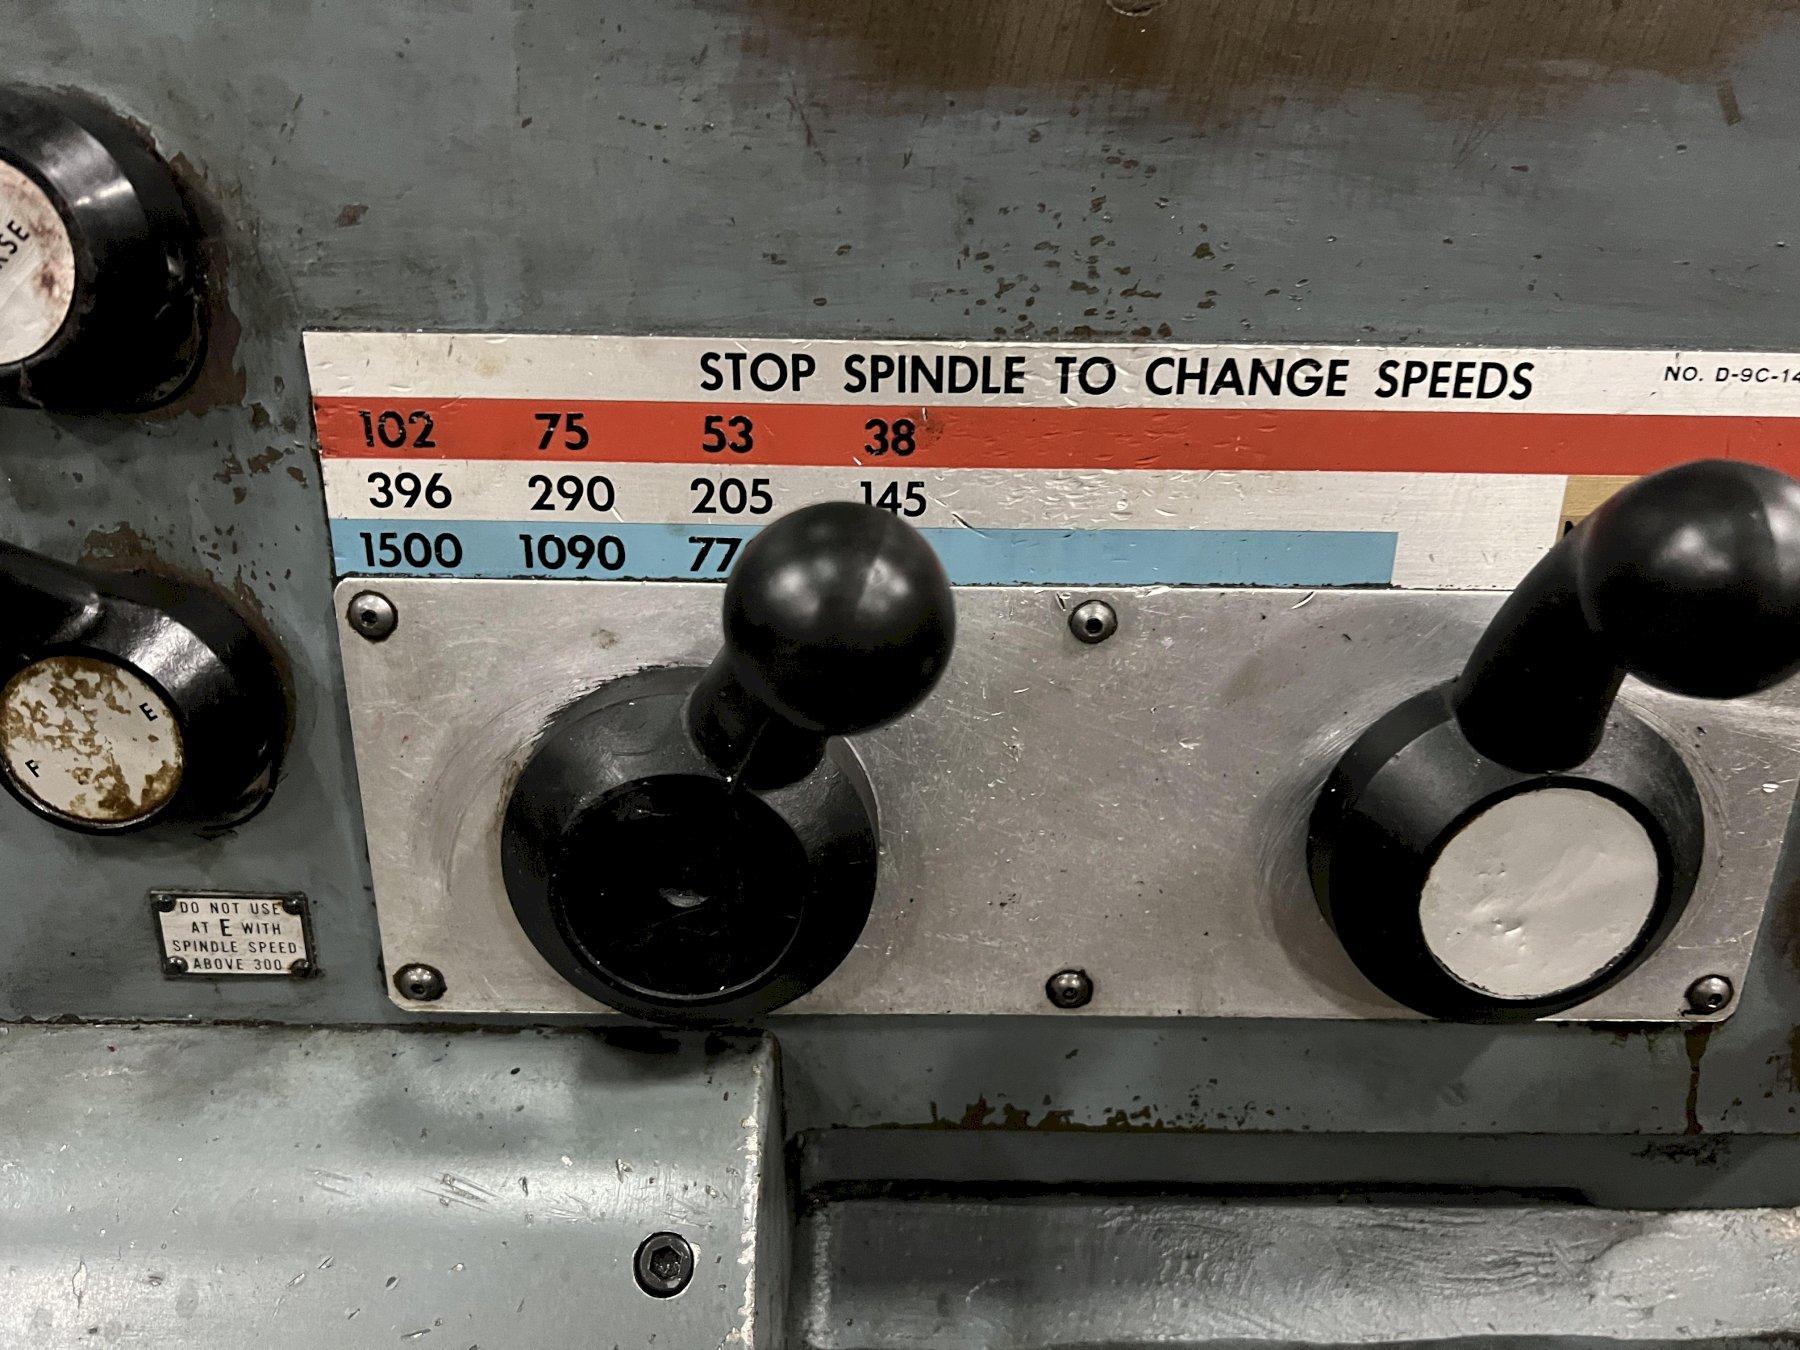 STOP SPINDLE TO CHANGE SPEEDS
NO. D-9C-14
102 75 53 38
396 290 205 145
1500 1090 77
E
F
DO NOT USE
AT E WITH
SPINDLE SPEED
ABOVE 300